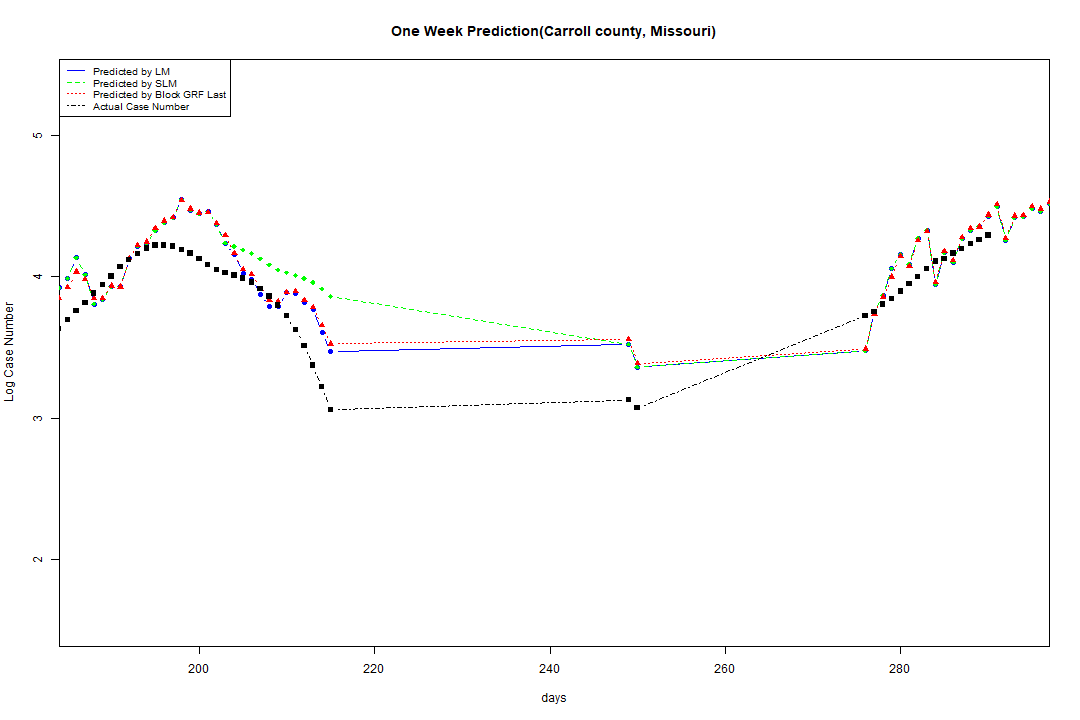 One Week Prediction(Carroll county, Missouri)
Predicted by LM
Predicted by SLM
Predicted by Block GRF Last
Actual Case Number
5
4
3
2
Log Case Number
200 220 240 260 280
days